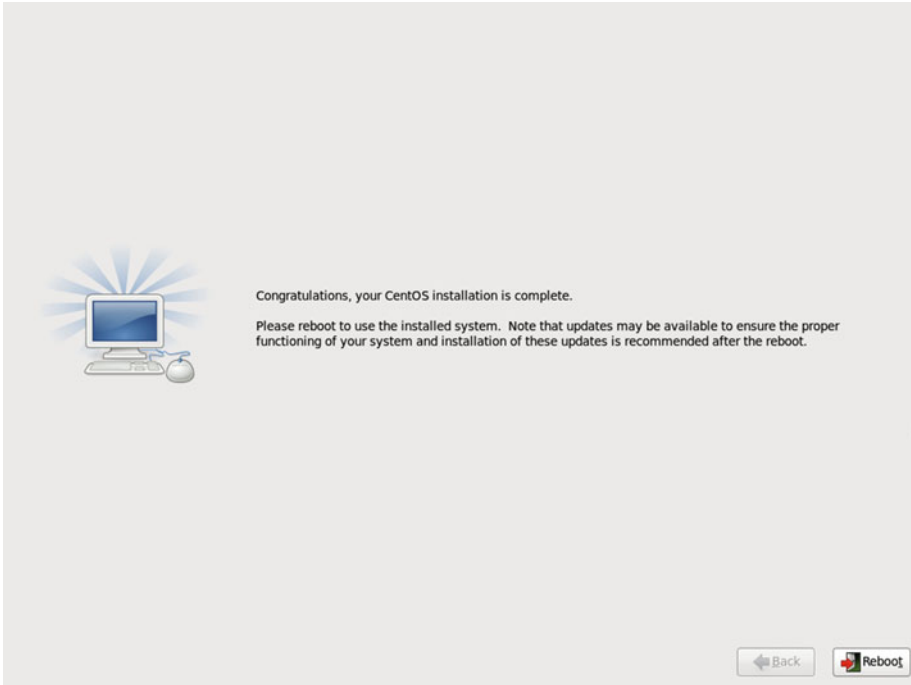 Congratulations, your CentOS installation is complete.
Please reboot to use the installed system.  Note that updates may be available to ensure the proper
functioning of your system and installation of these updates is recommended after the reboot.
Back
Reboot